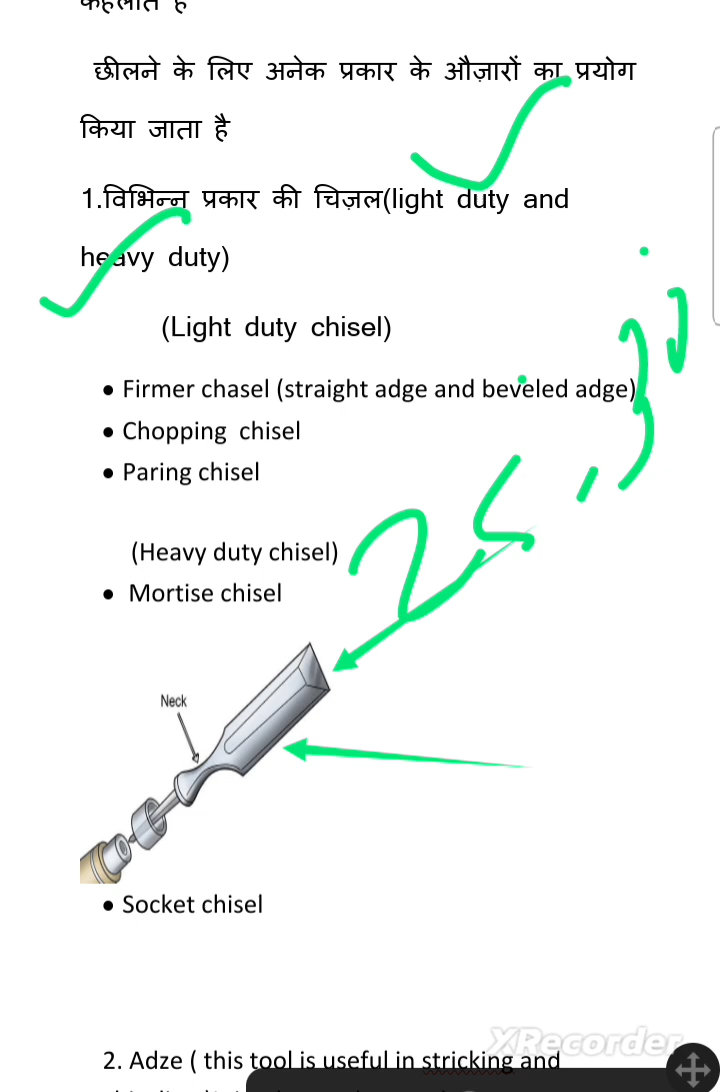 कहलाते है
छीलने के लिए अनेक प्रकार के औज़ारों का प्रयोग
किया जाता है
1.विभिन्न प्रकार की चिज़ल(light duty and
heavy duty)
(Light duty chisel)
• Firmer chasel (straight adge and beveled adge)
• Chopping chisel
• Paring chisel
(Heavy duty chisel)
25, 30
• Mortise chisel
Neck
• Socket chisel
XRecorder
2. Adze ( this tool is useful in stricking and